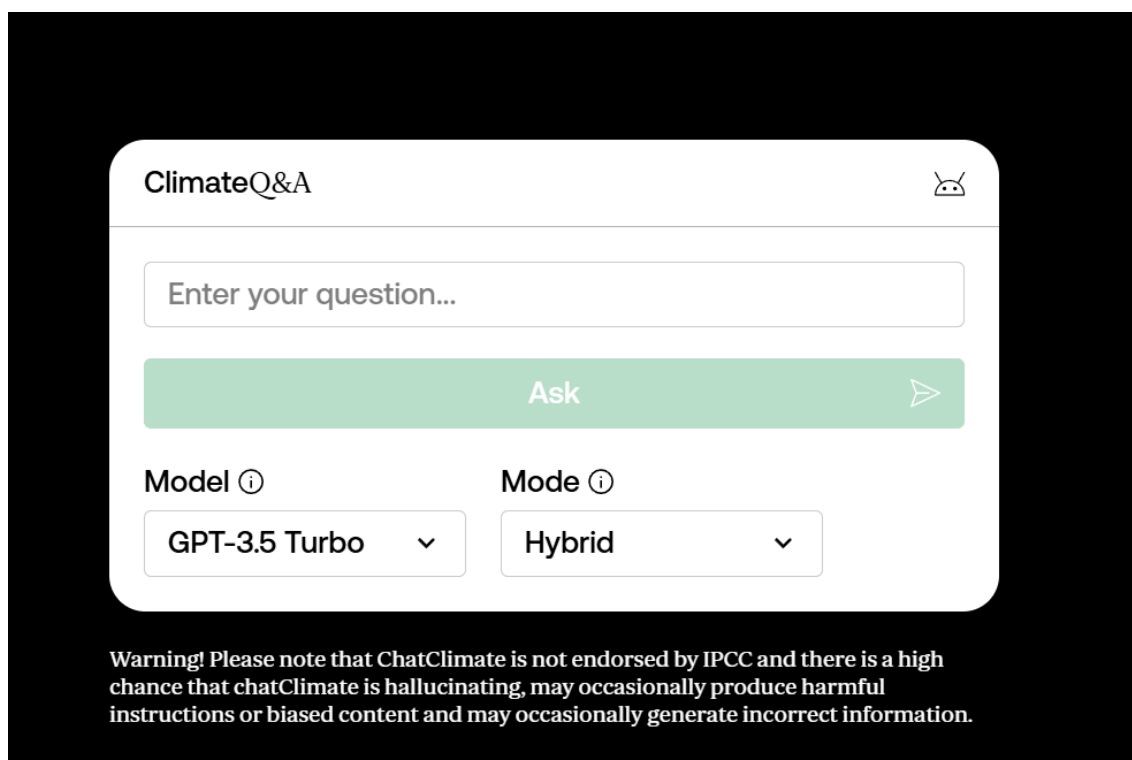 ClimateQ&A
Enter your question...
Ask
Model
Mode
GPT-3.5 Turbo
Hybrid
Warning! Please note that ChatClimate is not endorsed by IPCC and there is a high
chance that chatClimate is hallucinating, may occasionally produce harmful
instructions or biased content and may occasionally generate incorrect information.